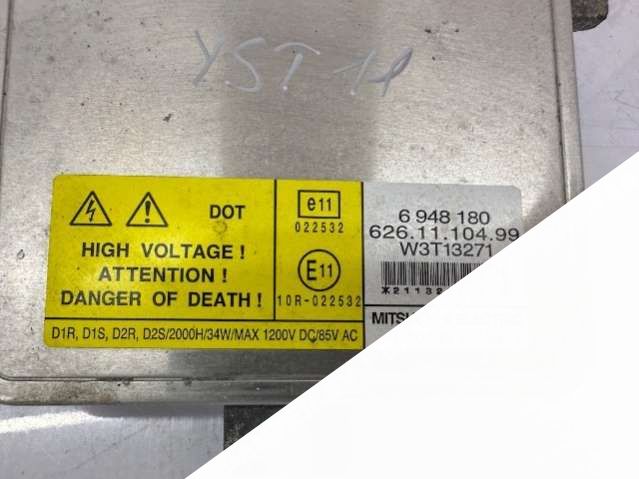 YST 11
DOT
HIGH VOLTAGE !
ATTENTION !
DANGER OF DEATH !
e11
022532
E11
10R-022532
6 948 180
626.11.104.99
W3T13271
D1R, D1S, D2R, D2S/2000H/34W/MAX 1200V DC/85V AC